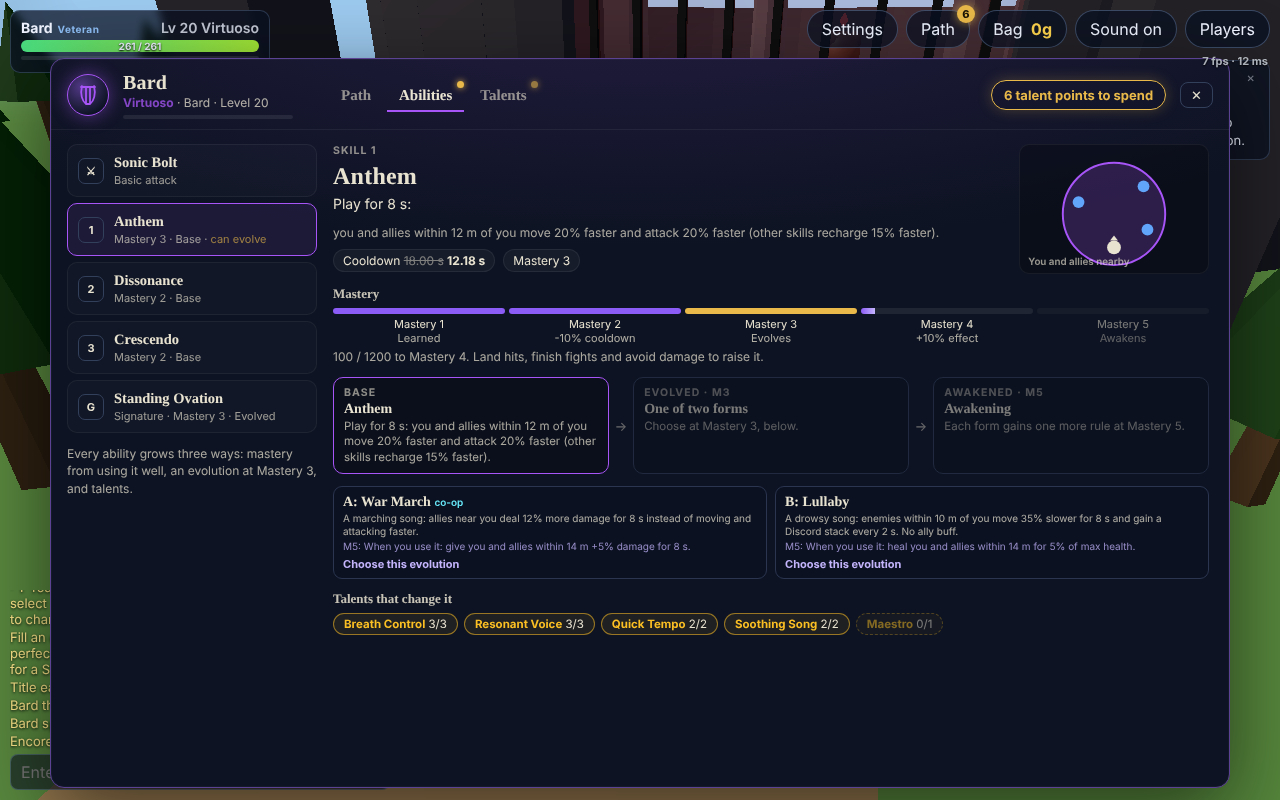 Bard Veteran Lv 20 Virtuoso
261 / 261
Settings
Path
6
Bag 0g
Sound on
Players
7 fps · 12 ms
Bard
Virtuoso · Bard · Level 20
Path
Abilities
Talents
6 talent points to spend
×
×
on.
Sonic Bolt
Basic attack
1
Anthem
Mastery 3 · Base · can evolve
2
Dissonance
Mastery 2 · Base
3
Crescendo
Mastery 2 · Base
G
Standing Ovation
Signature · Mastery 3 · Evolved
Every ability grows three ways: mastery
from using it well, an evolution at Mastery 3,
and talents.
SKILL 1
Anthem
Play for 8 s:
you and allies within 12 m of you move 20% faster and attack 20% faster (other skills recharge 15% faster).
Cooldown 18.00 s 12.18 s
Mastery 3
You and allies nearby
Mastery
Mastery 1
Learned
Mastery 2
-10% cooldown
Mastery 3
Evolves
Mastery 4
+10% effect
Mastery 5
Awakens
100 / 1200 to Mastery 4. Land hits, finish fights and avoid damage to raise it.
BASE
Anthem
Play for 8 s: you and allies within 12 m of you
move 20% faster and attack 20% faster (other
skills recharge 15% faster).
→
EVOLVED · M3
One of two forms
Choose at Mastery 3, below.
→
AWAKENED · M5
Awakening
Each form gains one more rule at Mastery 5.
A: War March co-op
A marching song: allies near you deal 12% more damage for 8 s instead of moving and
attacking faster.
M5: When you use it: give you and allies within 14 m +5% damage for 8 s.
Choose this evolution
B: Lullaby
A drowsy song: enemies within 10 m of you move 35% slower for 8 s and gain a
Discord stack every 2 s. No ally buff.
M5: When you use it: heal you and allies within 14 m for 5% of max health.
Choose this evolution
Talents that change it
Breath Control 3/3
Resonant Voice 3/3
Quick Tempo 2/2
Soothing Song 2/2
Maestro 0/1
select
to char
Fill an
perfec
for a S
Title ea
Bard th
Bard s
Encore
Ente